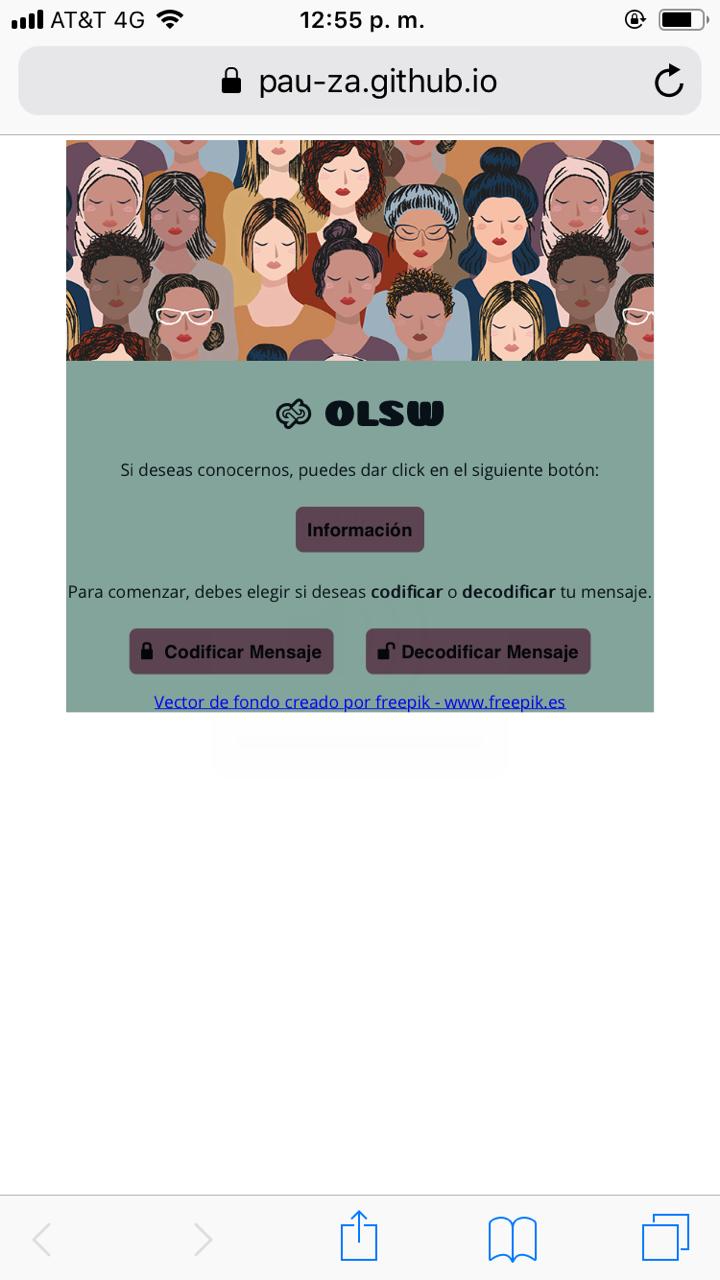 AT&T 4G 12:55 p. m.
pau-za.github.io
OLSW
Si deseas conocernos, puedes dar click en el siguiente botón:
Información
Para comenzar, debes elegir si deseas codificar o decodificar tu mensaje.
Codificar Mensaje Decodificar Mensaje
Vector de fondo creado por freepik - www.freepik.es